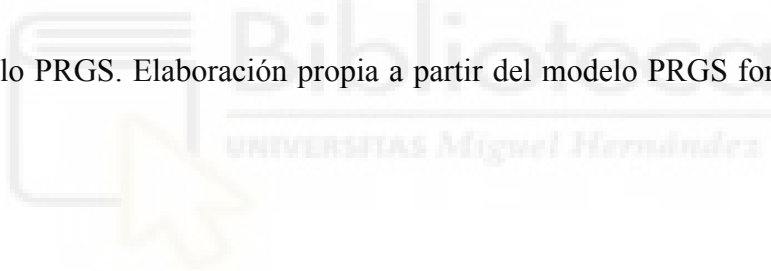 Biblioteca
lo PRGS. Elaboración propia a partir del modelo PRGS for
UNIVERSITAS Miguel Hernández